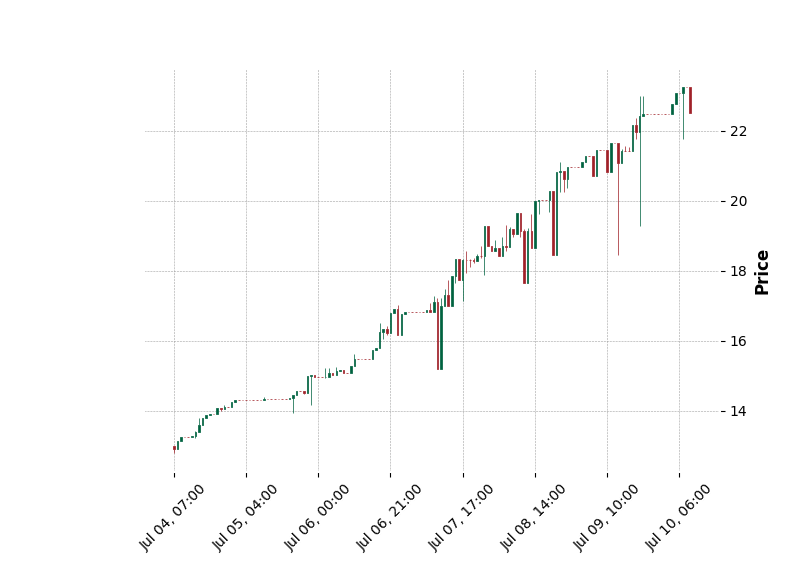 22
20
18
16
14
Price
Jul 04, 07:00
Jul 05, 04:00
Jul 06, 00:00
Jul 06, 21:00
Jul 07, 17:00
Jul 08, 14:00
Jul 09, 10:00
Jul 10, 06:00